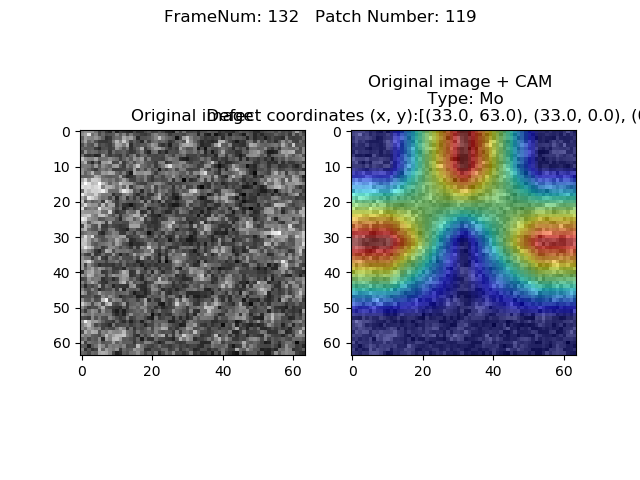 FrameNum: 132   Patch Number: 119
Original image
0
10
20
30
40
50
60
0 20 40 60
Original image + CAM
Type: Mo
Defect coordinates (x, y):[(33.0, 63.0), (33.0, 0.0), (
0
10
20
30
40
50
60
0 20 40 60